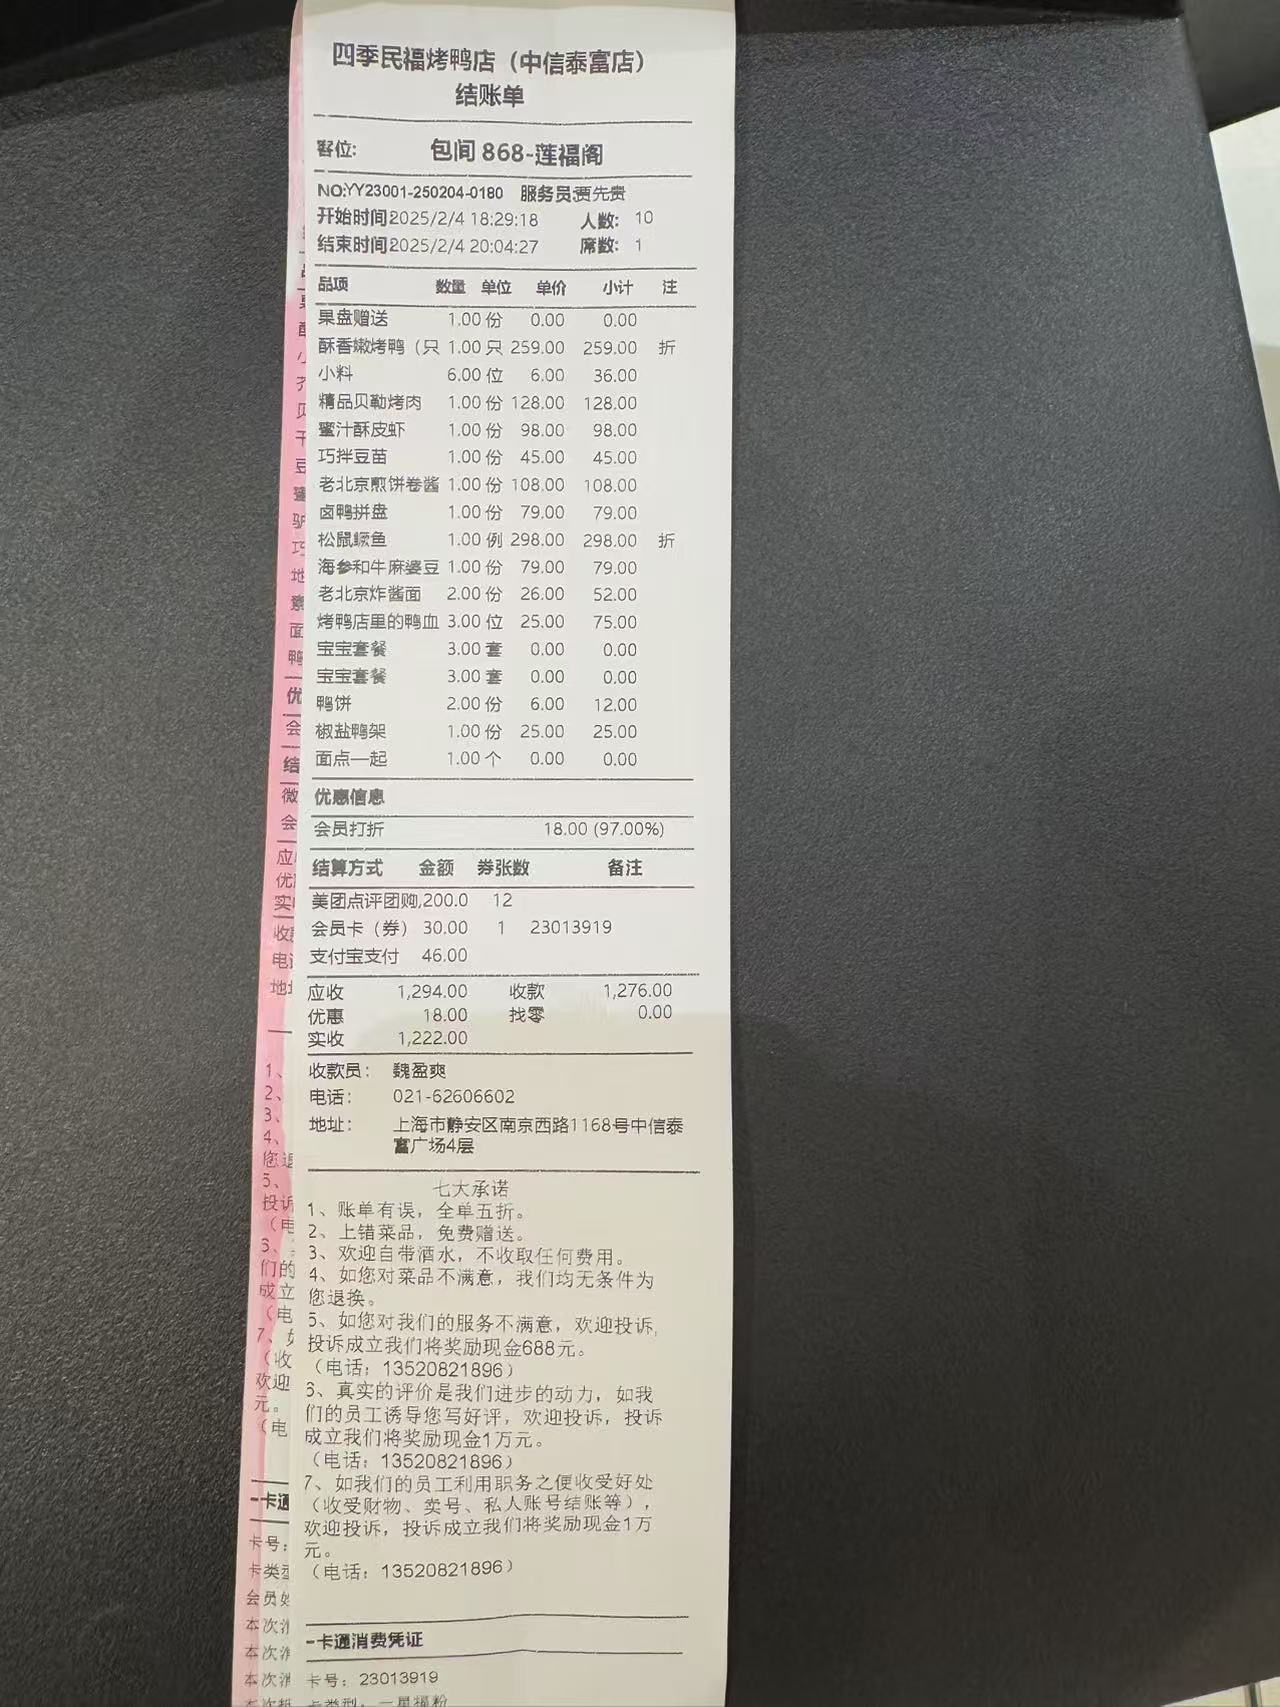 四季民福烤鸭店（中信泰富店）
结账单
客位: 包间 868-莲福阁
NO:YY23001-250204-0180 服务员:贾先贵
开始时间2025/2/4 18:29:18 人数: 10
结束时间2025/2/4 20:04:27 席数: 1
品项 数量 单位 单价 小计 注
果盘赠送 1.00 份 0.00 0.00
酥香嫩烤鸭（只 1.00 只 259.00 259.00 折
小料 6.00 位 6.00 36.00
精品贝勒烤肉 1.00 份 128.00 128.00
蜜汁酥皮虾 1.00 份 98.00 98.00
巧拌豆苗 1.00 份 45.00 45.00
老北京煎饼卷酱 1.00 份 108.00 108.00
卤鸭拼盘 1.00 份 79.00 79.00
松鼠鳜鱼 1.00 例 298.00 298.00 折
海参和牛麻婆豆 1.00 份 79.00 79.00
老北京炸酱面 2.00 份 26.00 52.00
烤鸭店里的鸭血 3.00 位 25.00 75.00
宝宝套餐 3.00 套 0.00 0.00
宝宝套餐 3.00 套 0.00 0.00
鸭饼 2.00 份 6.00 12.00
椒盐鸭架 1.00 份 25.00 25.00
面点一起 1.00 个 0.00 0.00
优惠信息
会员打折 18.00 (97.00%)
结算方式 金额 券张数 备注
美团点评团购,200.0 12
会员卡（券） 30.00 1 23013919
支付宝支付 46.00
应收 1,294.00 收款 1,276.00
优惠 18.00 找零 0.00
实收 1,222.00
收款员: 魏盈爽
电话: 021-62606602
地址: 上海市静安区南京西路1168号中信泰
富广场4层
七大承诺
1、账单有误，全单五折。
2、上错菜品，免费赠送。
3、欢迎自带酒水，不收取任何费用。
4、如您对菜品不满意，我们均无条件为
您退换。
5、如您对我们的服务不满意，欢迎投诉,
投诉成立我们将奖励现金688元。
（电话：13520821896）
6、真实的评价是我们进步的动力，如我
们的员工诱导您写好评，欢迎投诉，投诉
成立我们将奖励现金1万元。
（电话：13520821896）
7、如我们的员工利用职务之便收受好处
（收受财物、卖号、私人账号结账等），
欢迎投诉，投诉成立我们将奖励现金1万
元。
（电话：13520821896）
一卡通消费凭证
卡号：23013919
卡类型：一星福粉